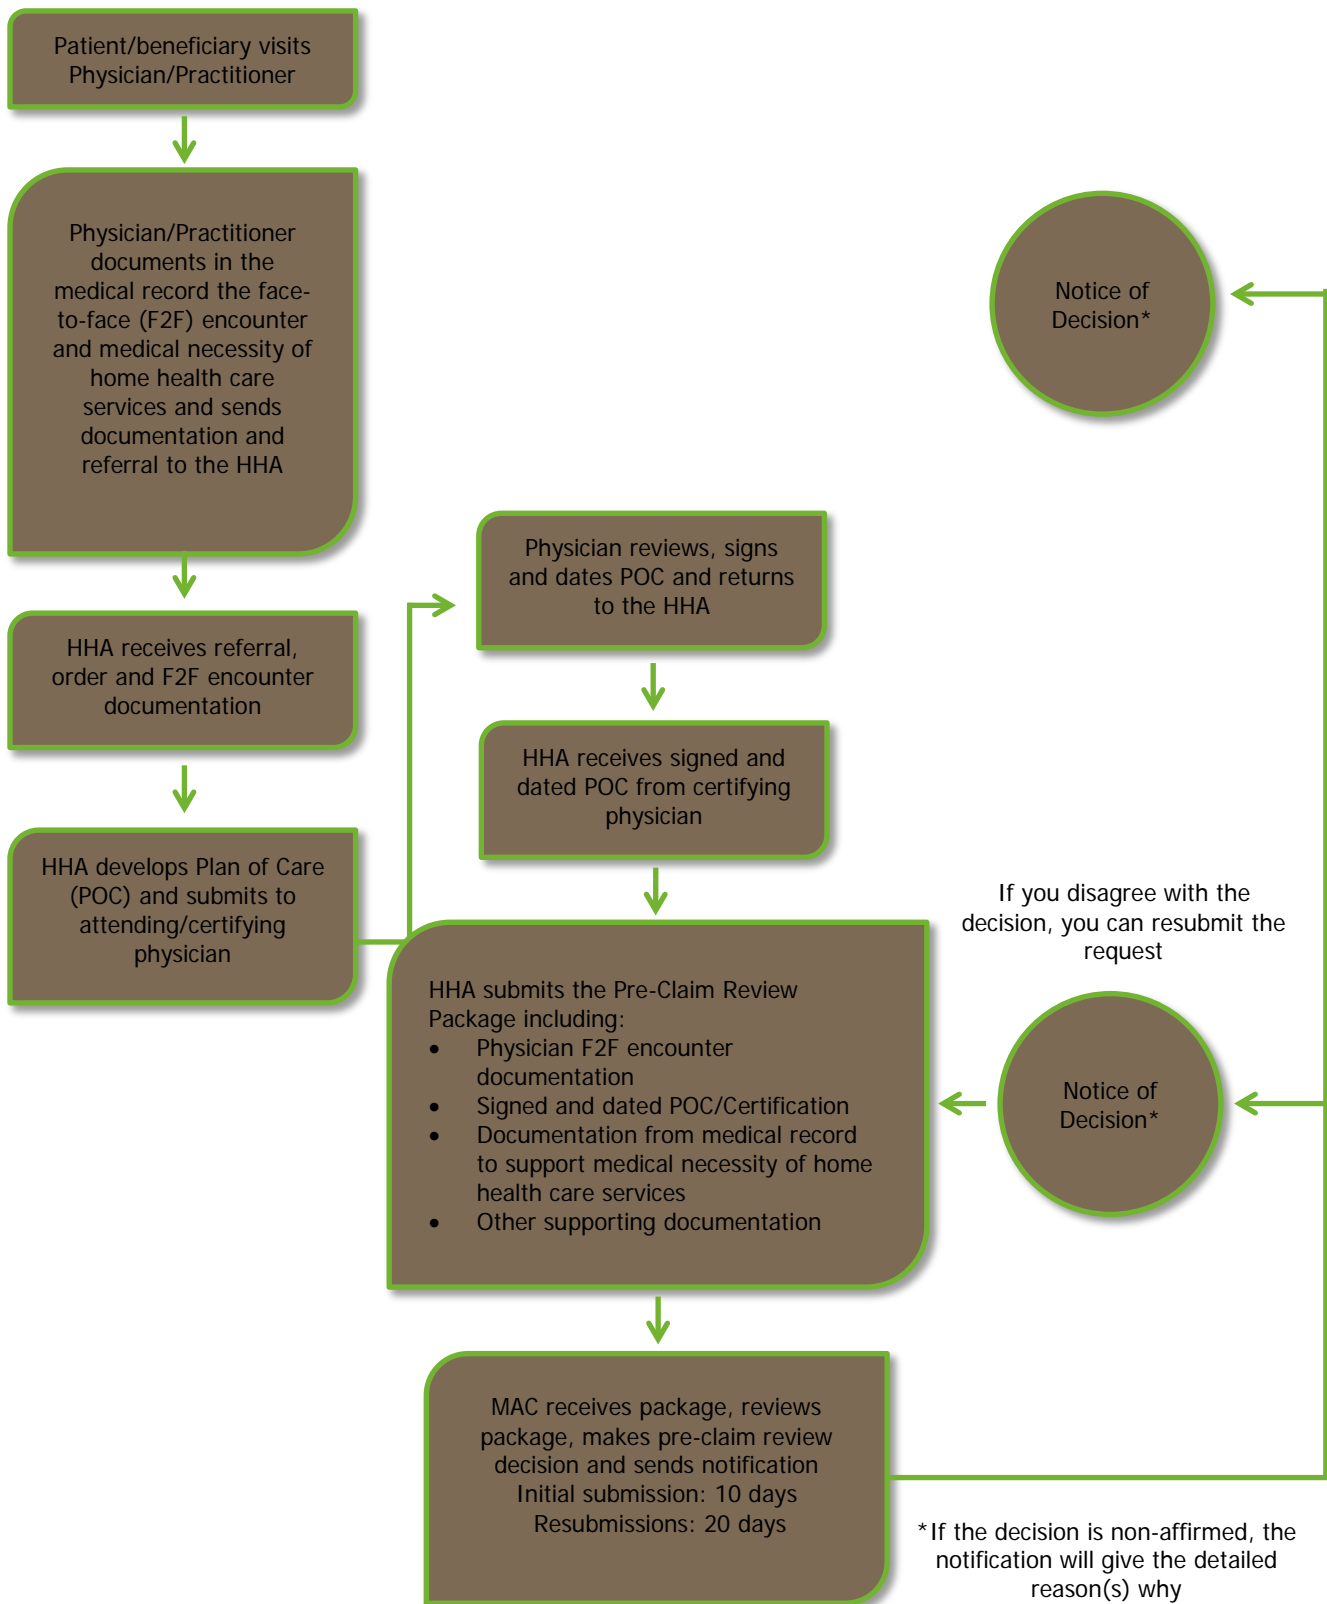 Patient/beneficiary visits
Physician/Practitioner
Physician/Practitioner
documents in the
medical record the face-
to-face (F2F) encounter
and medical necessity of
home health care
services and sends
documentation and
referral to the HHA
HHA receives referral,
order and F2F encounter
documentation
HHA develops Plan of Care
(POC) and submits to
attending/certifying
physician
Physician reviews, signs
and dates POC and returns
to the HHA
HHA receives signed and
dated POC from certifying
physician
HHA submits the Pre-Claim Review
Package including:
• Physician F2F encounter
documentation
• Signed and dated POC/Certification
• Documentation from medical record
to support medical necessity of home
health care services
• Other supporting documentation
MAC receives package, reviews
package, makes pre-claim review
decision and sends notification
Initial submission: 10 days
Resubmissions: 20 days
Notice of
Decision*
If you disagree with the
decision, you can resubmit the
request
Notice of
Decision*
*If the decision is non-affirmed, the
notification will give the detailed
reason(s) why